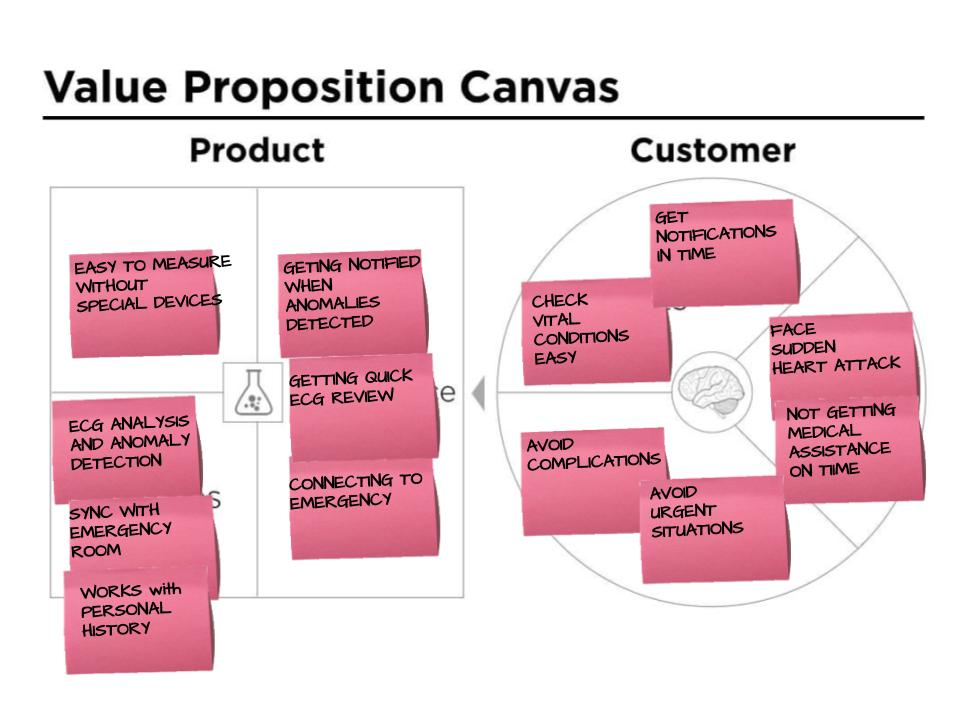 Value Proposition Canvas
Product
Customer
EASY TO MEASURE
WITHOUT
SPECIAL DEVICES
GETING NOTIFIED
WHEN
ANOMALIES
DETECTED
GETTING QUICK
ECG REVIEW
CONNECTING TO
EMERGENCY
ECG ANALYSIS
AND ANOMALY
DETECTION
SYNC WITH
EMERGENCY
ROOM
WORKS with
PERSONAL
HISTORY
GET
NOTIFICATIONS
IN TIME
CHECK
VITAL
CONDITIONS
EASY
FACE
SUDDEN
HEART ATTACK
NOT GETTING
MEDICAL
ASSISTANCE
ON TIIME
AVOID
COMPLICATIONS
AVOID
URGENT
SITUATIONS